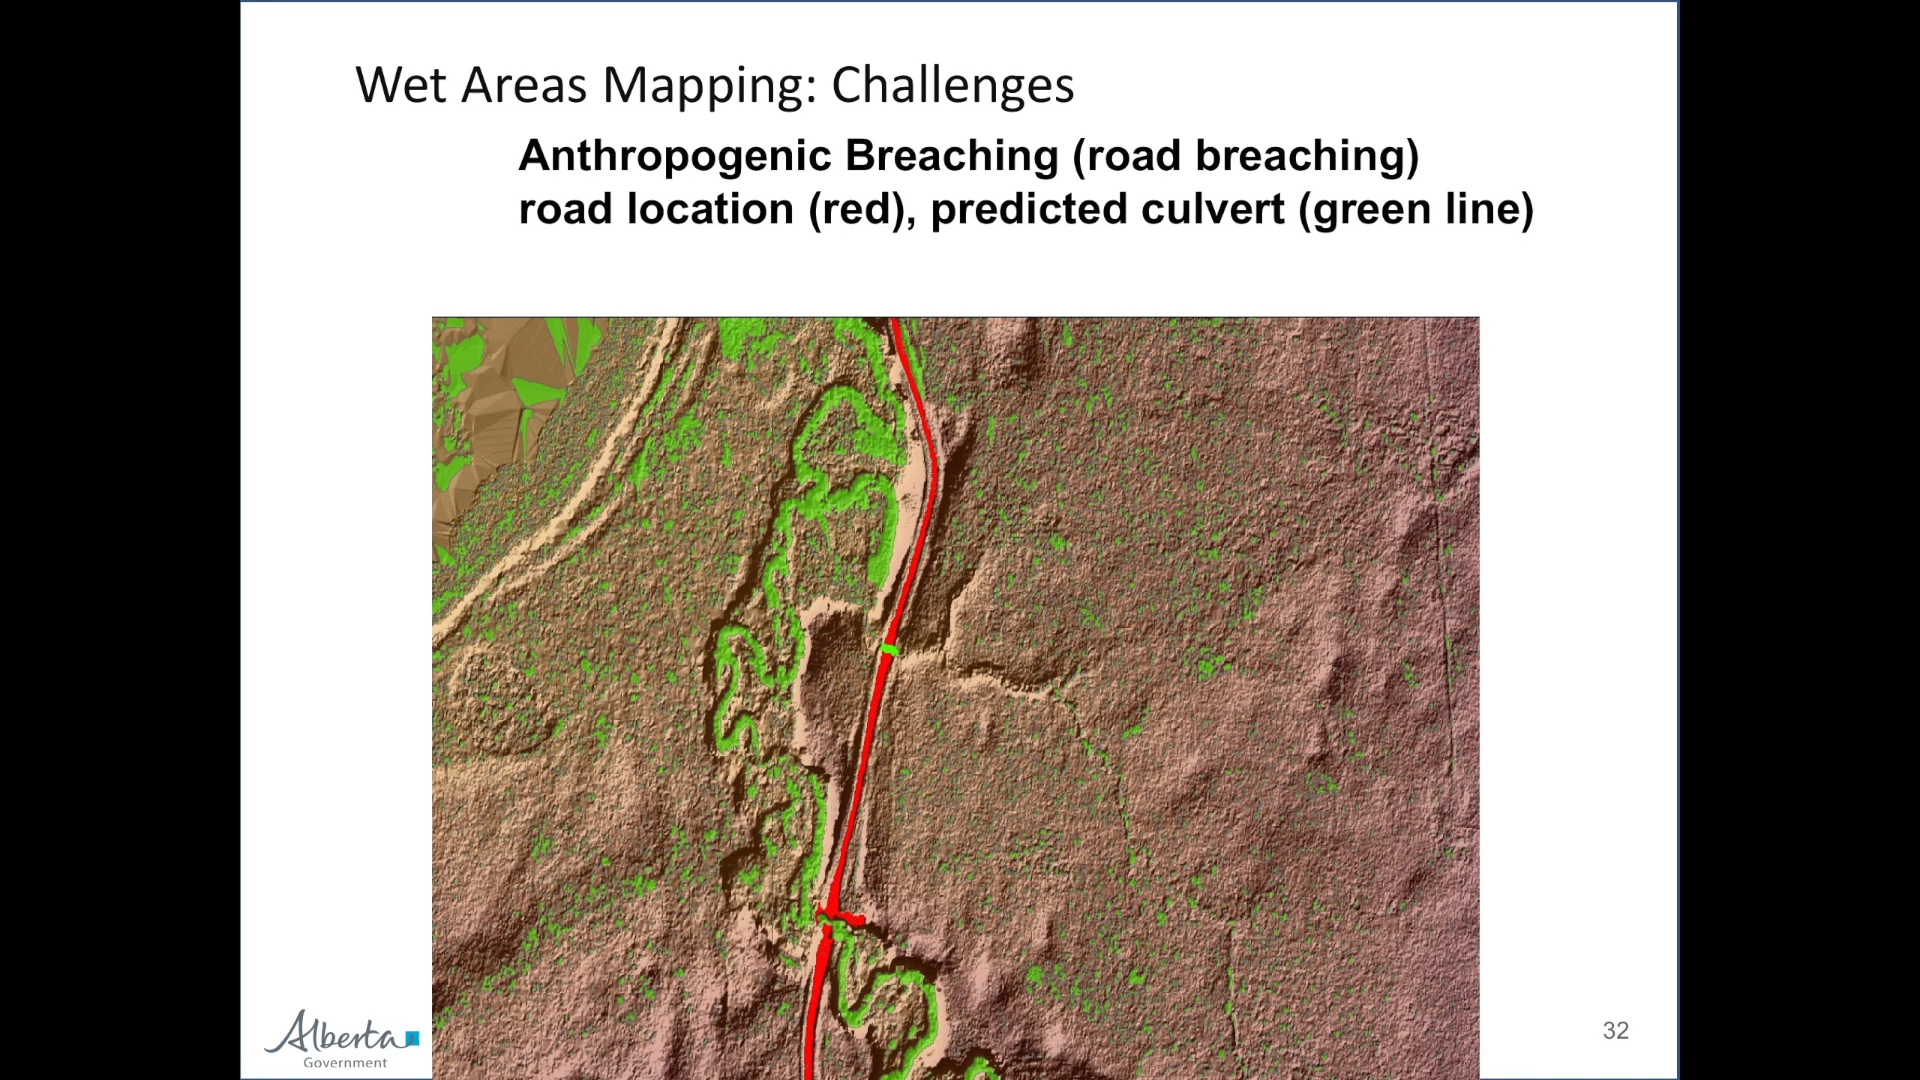 Wet Areas Mapping: Challenges
Anthropogenic Breaching (road breaching)
road location (red), predicted culvert (green line)
Alberta
Government
32